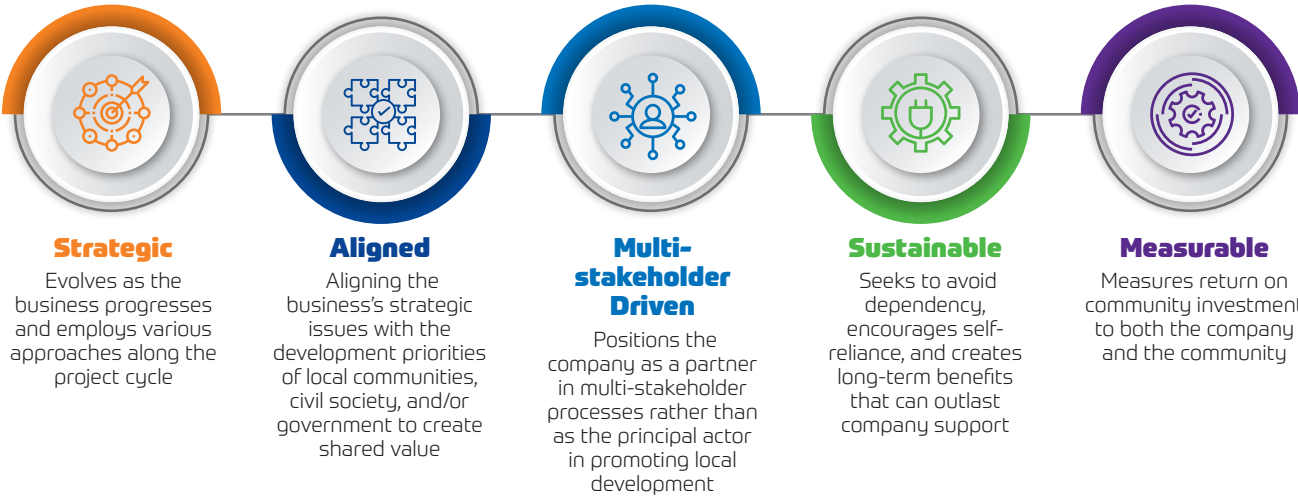 Strategic
Evolves as the
business progresses
and employs various
approaches along the
project cycle
Aligned
Aligning the
business's strategic
issues with the
development priorities
of local communities,
civil society, and/or
government to create
shared value
Multi-
stakeholder
Driven
Positions the
company as a partner
in multi-stakeholder
processes rather than
as the principal actor
in promoting local
development
Sustainable
Seeks to avoid
dependency,
encourages self-
reliance, and creates
long-term benefits
that can outlast
company support
Measurable
Measures return on
community investment
to both the company
and the community